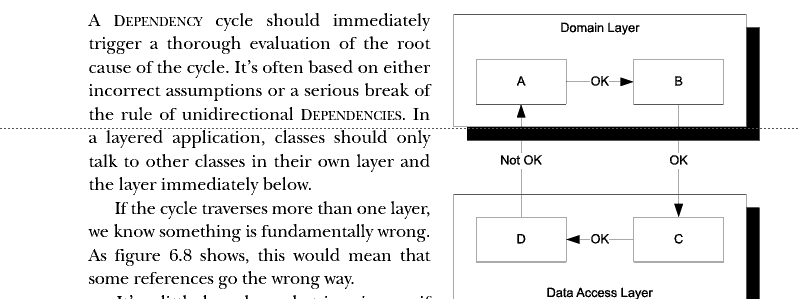 A DEPENDENCY cycle should immediately
trigger a thorough evaluation of the root
cause of the cycle. It's often based on either
incorrect assumptions or a serious break of
the rule of unidirectional DEPENDENCIES. In
a layered application, classes should only
talk to other classes in their own layer and
the layer immediately below.
If the cycle traverses more than one layer,
we know something is fundamentally wrong.
As figure 6.8 shows, this would mean that
some references go the wrong way.
Domain Layer
A
OK
B
Not OK
OK
D
OK
C
Data Access Layer